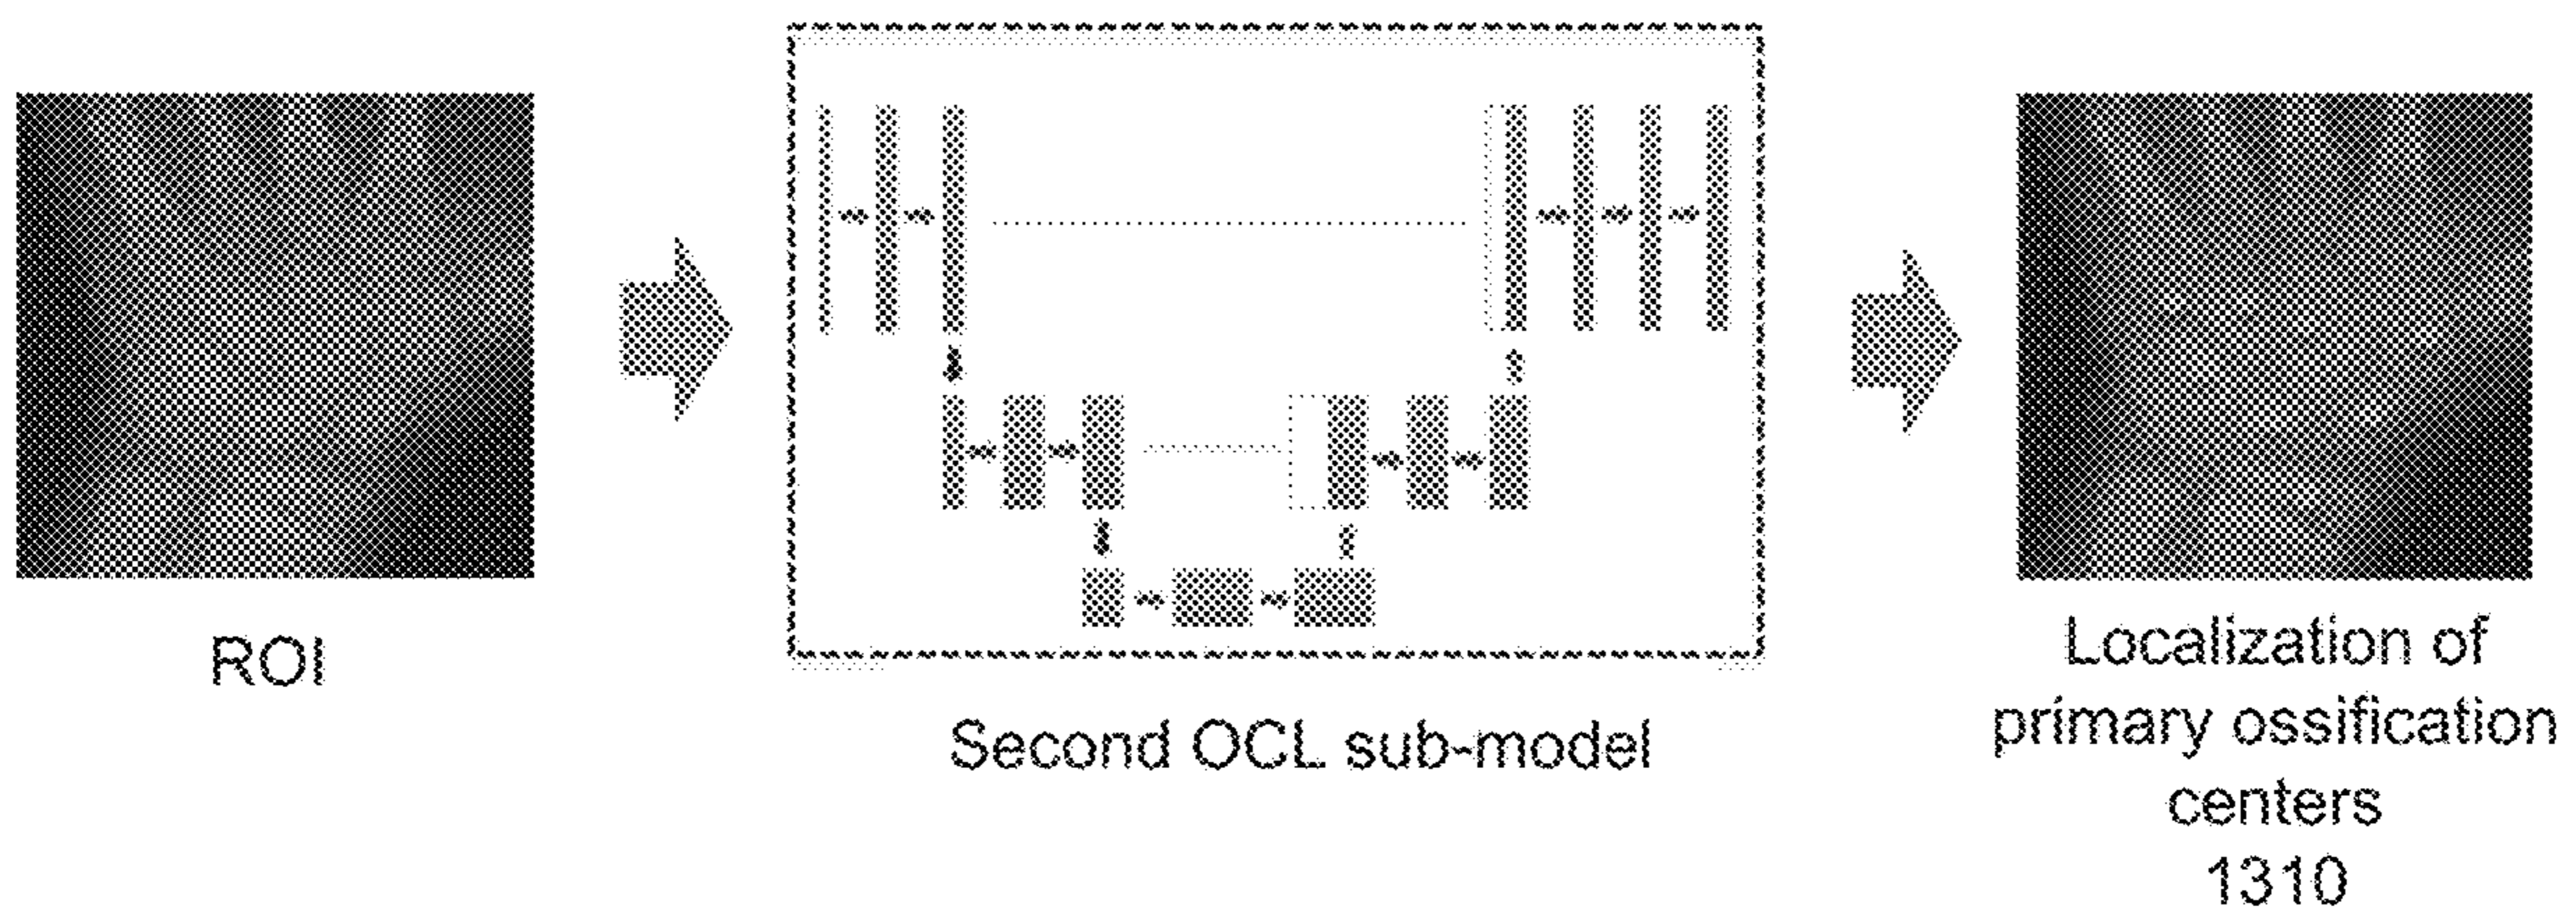 ROI
Second OCL sub-model
Localization of
primary ossification
centers
1310